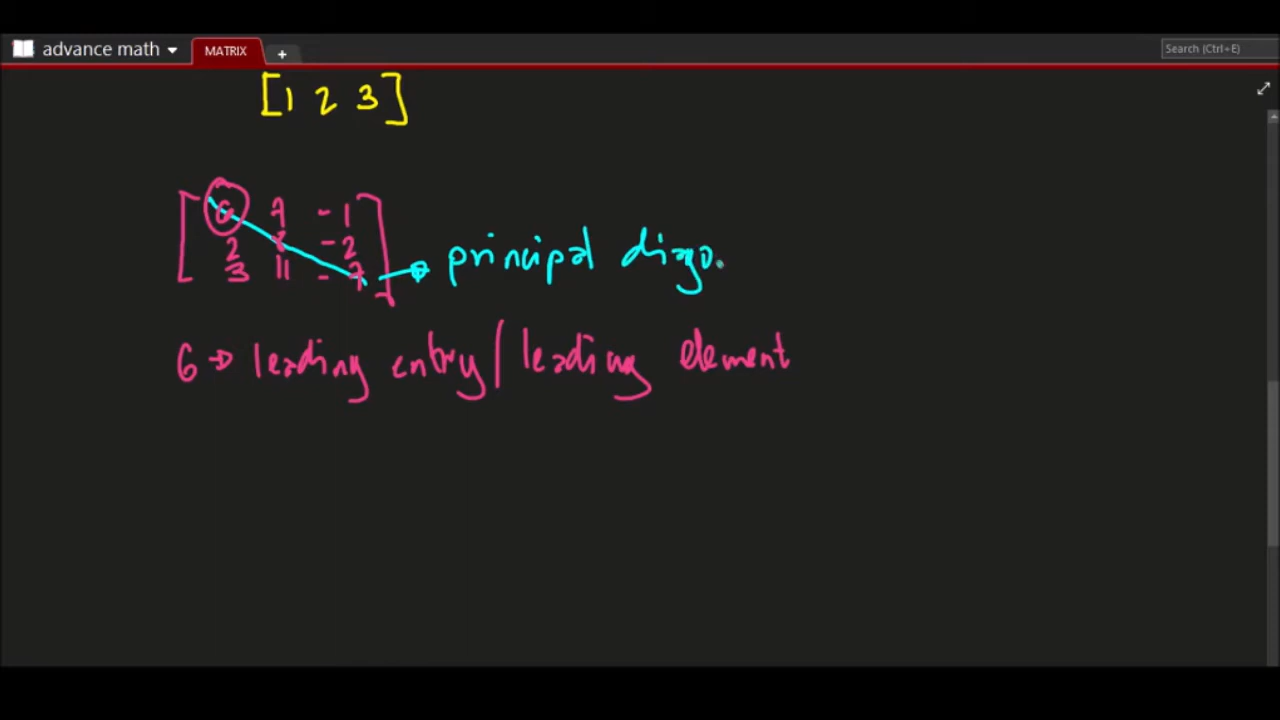 advance math MATRIX + Search (Ctrl+E)
[1 2 3]
6 7 -1
2 -2
3 11 -7
principal diago
6 → leading entry/leading element